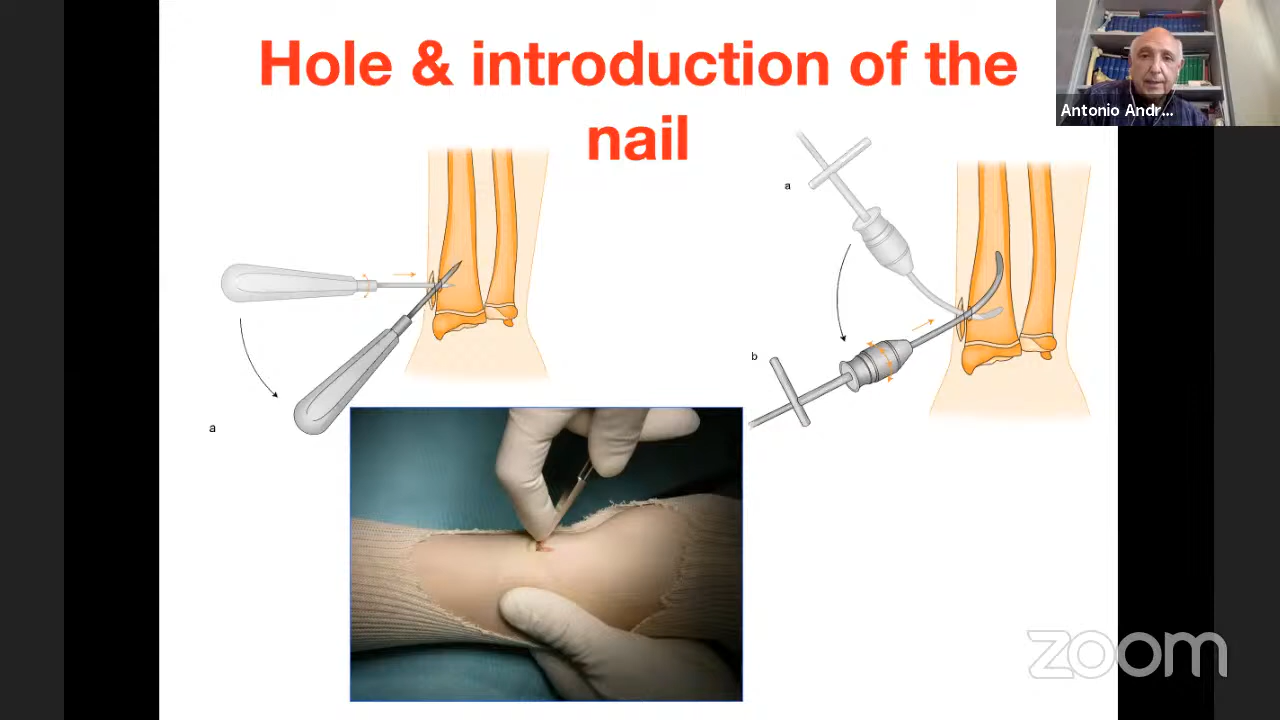 Hole & introduction of the
nail
Antonio Andr...
a
b
a
zoom